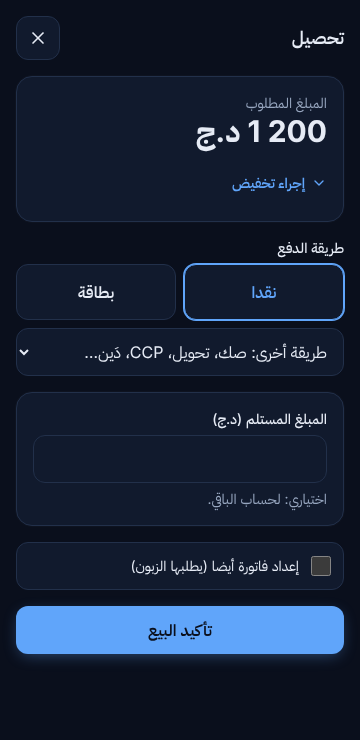 تحصيل
المبلغ المطلوب
1 200 د.ج
إجراء تخفيض
طريقة الدفع
نقدا
بطاقة
طريقة أخرى: صك، تحويل، CCP، دَين...
المبلغ المستلم (د.ج)
اختياري: لحساب الباقي.
إعداد فاتورة أيضا (يطلبها الزبون)
تأكيد البيع